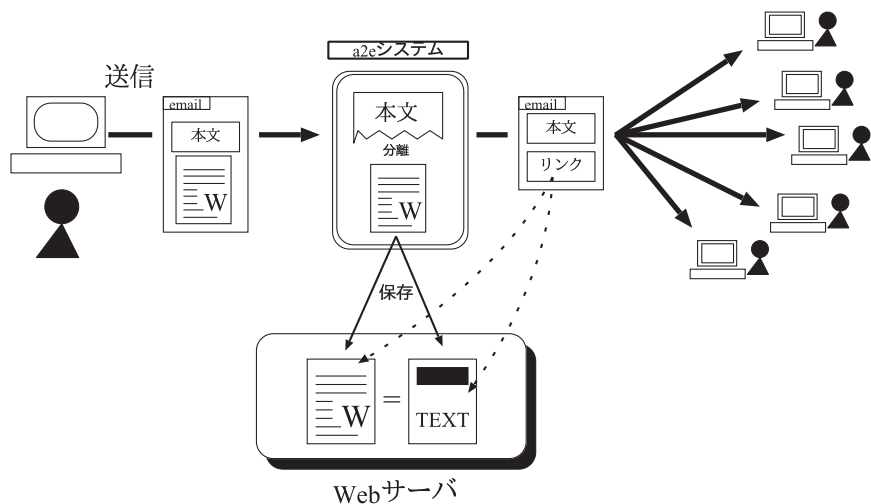 送信
a2eシステム
email
本文
W
本文
分離
W
email
本文
リンク
保存
W
=
TEXT
Webサーバ